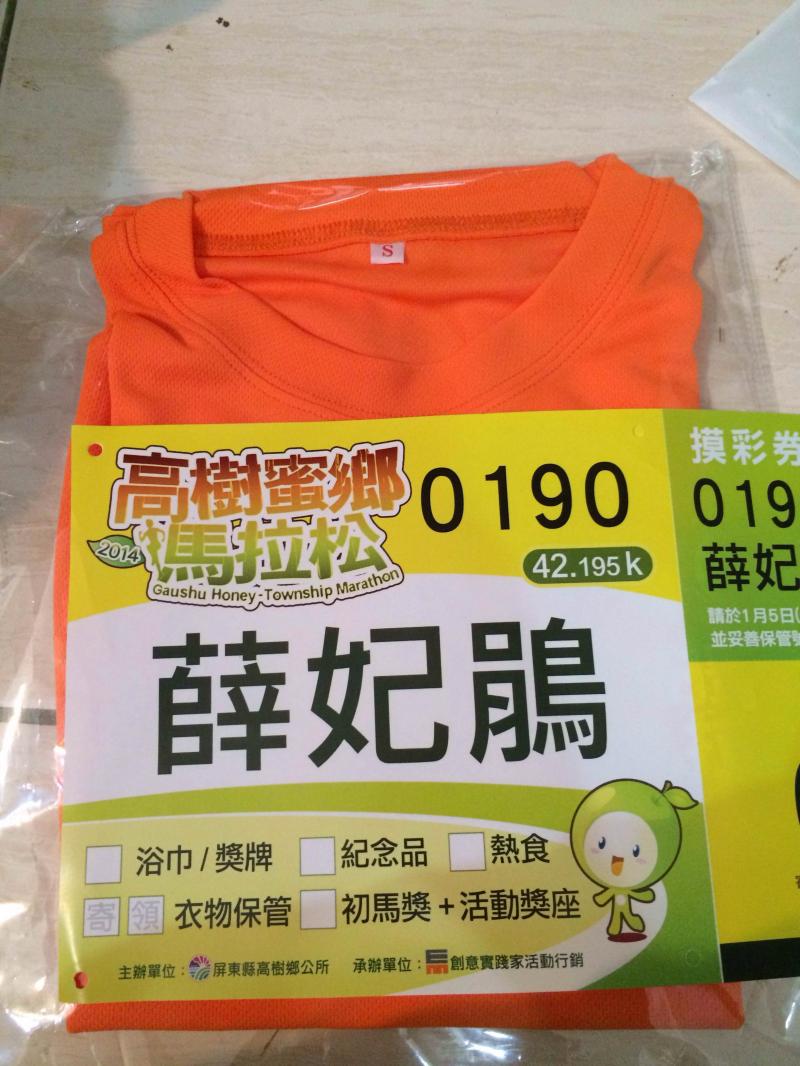 S
高樹蜜鄉
2014 馬拉松
Gaushu Honey-Township Marathon
0190
42.195k
薛妃鵑
浴巾/獎牌 紀念品 熱食
寄 領 衣物保管 初馬獎+活動獎座
主辦單位: 屏東縣高樹鄉公所 承辦單位: 創意實踐家活動行銷
摸彩券
019
薛妃
請於1月5日(
並妥善保管